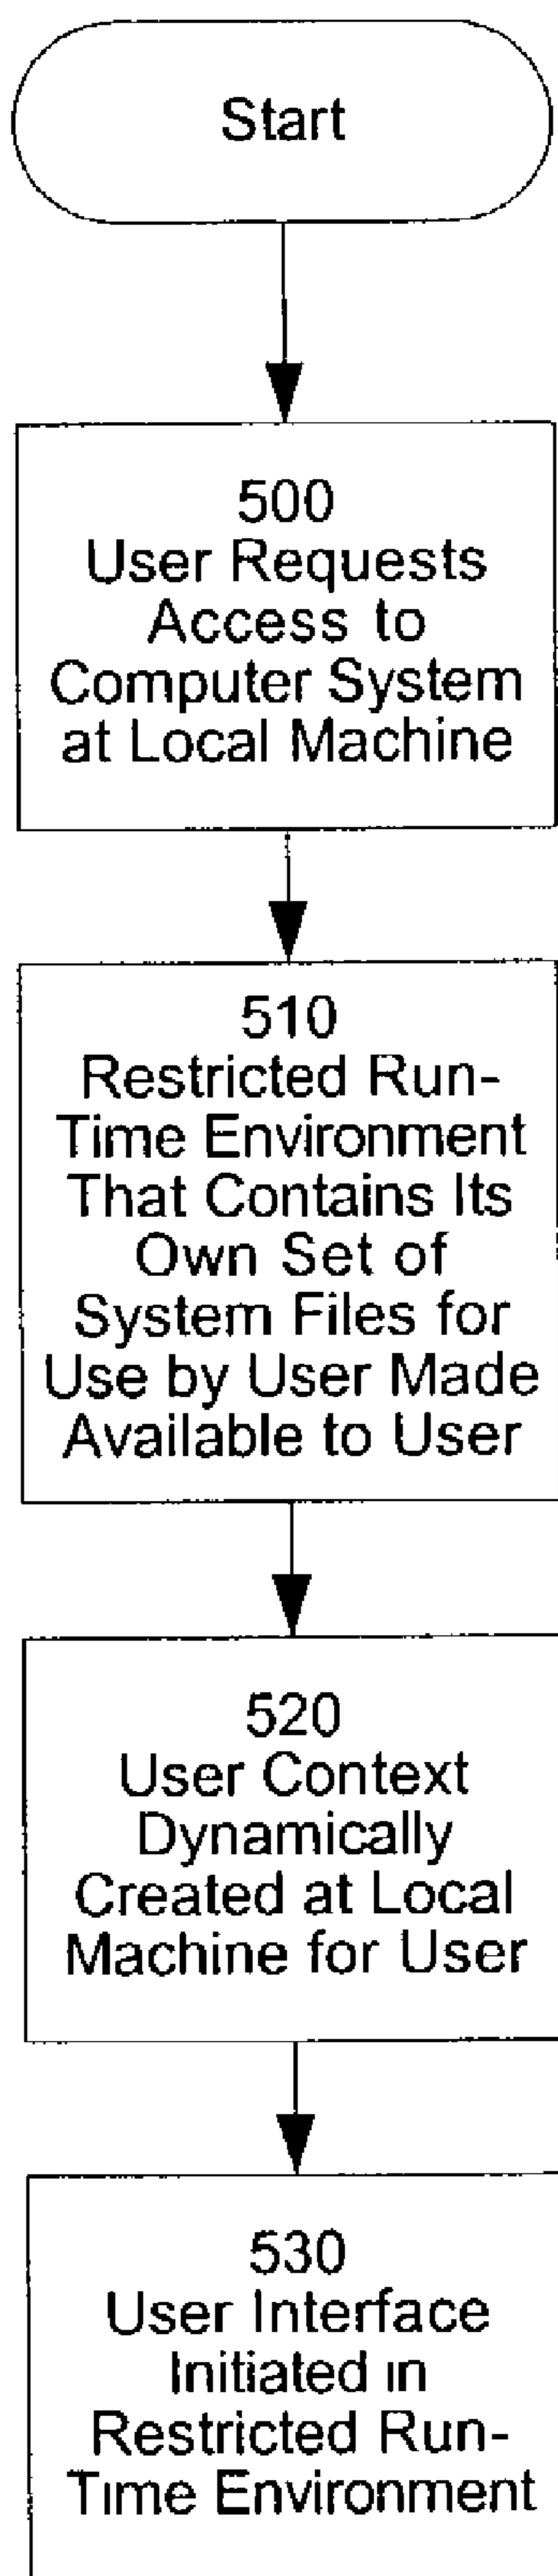 Start
500
User Requests
Access to
Computer System
at Local Machine
510
Restricted Run-
Time Environment
That Contains Its
Own Set of
System Files for
Use by User Made
Available to User
520
User Context
Dynamically
Created at Local
Machine for User
530
User Interface
Initiated in
Restricted Run-
Time Environment